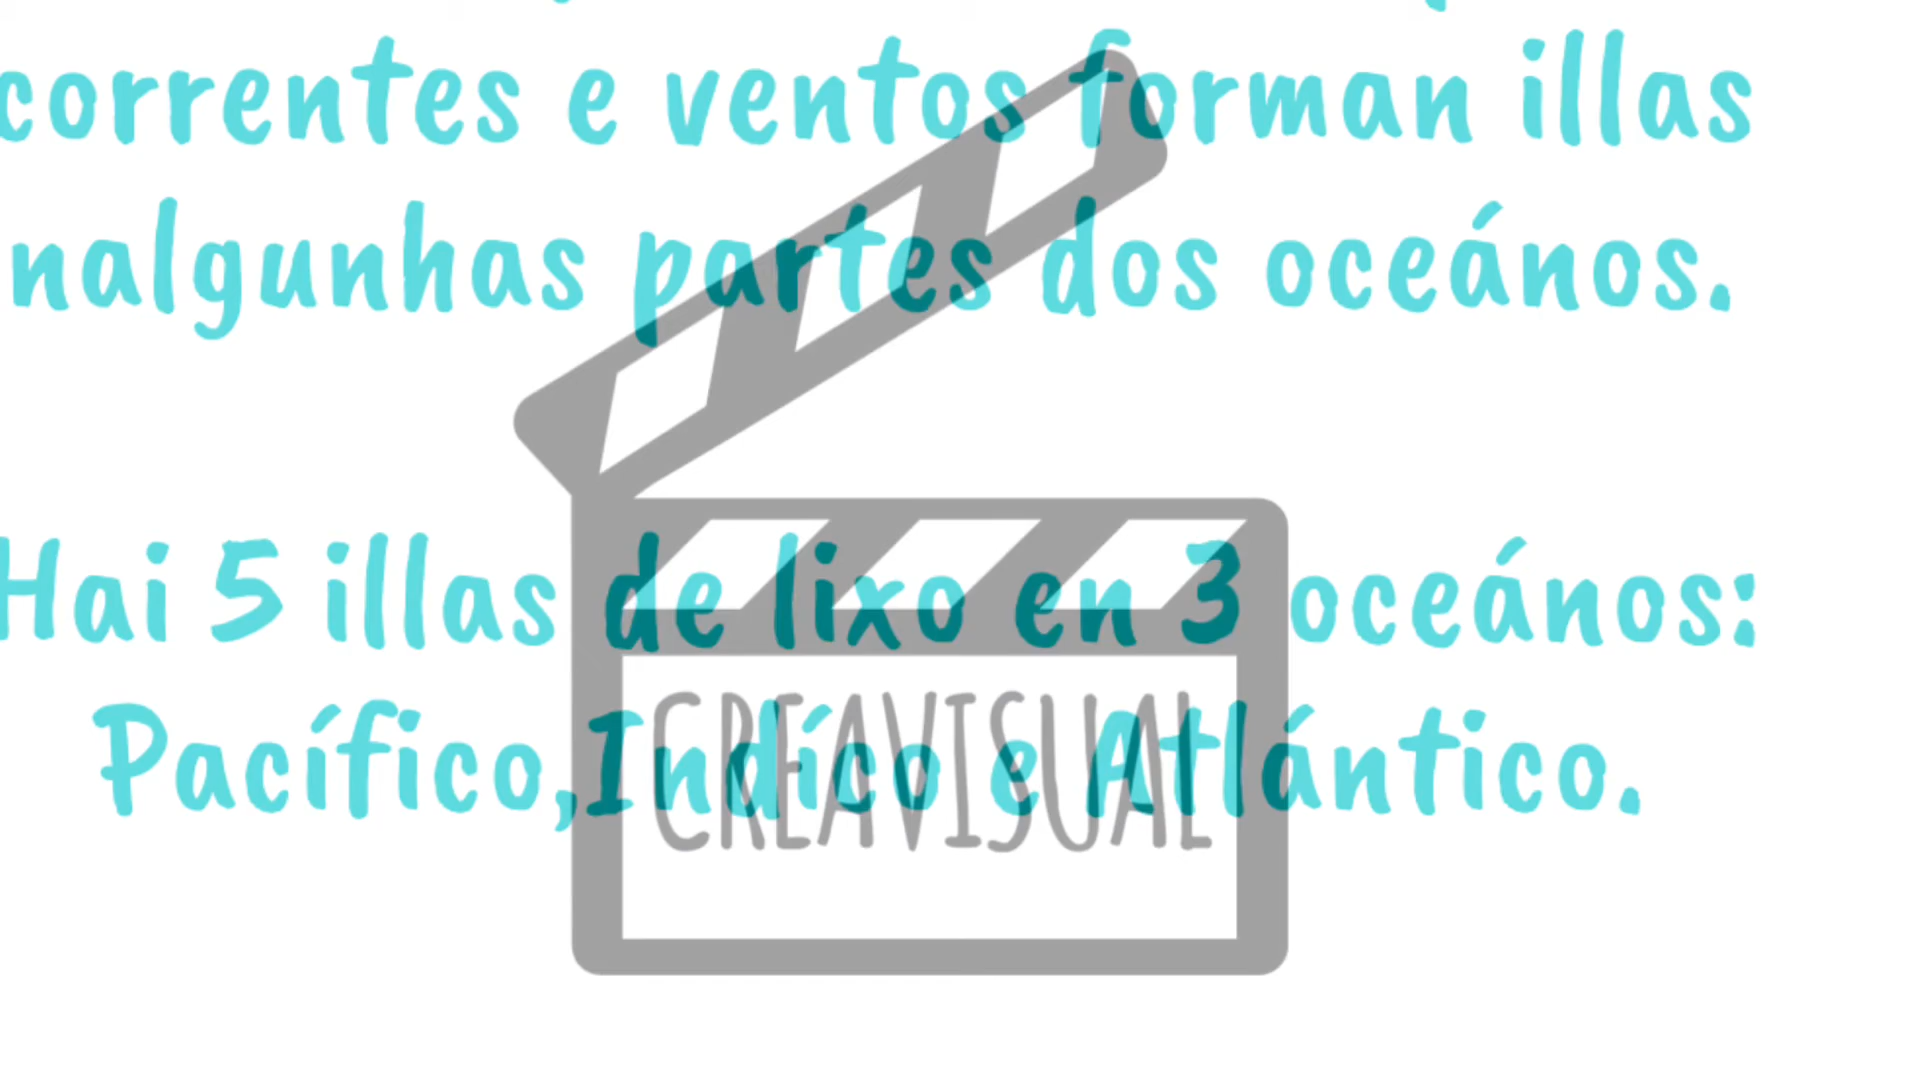 correntes e ventos forman illas
nalgunhas partes dos oceános.
Hai 5 illas de lixo en 3 oceános:
Pacífico,Indíco e Atlántico.
CREAVISUAL